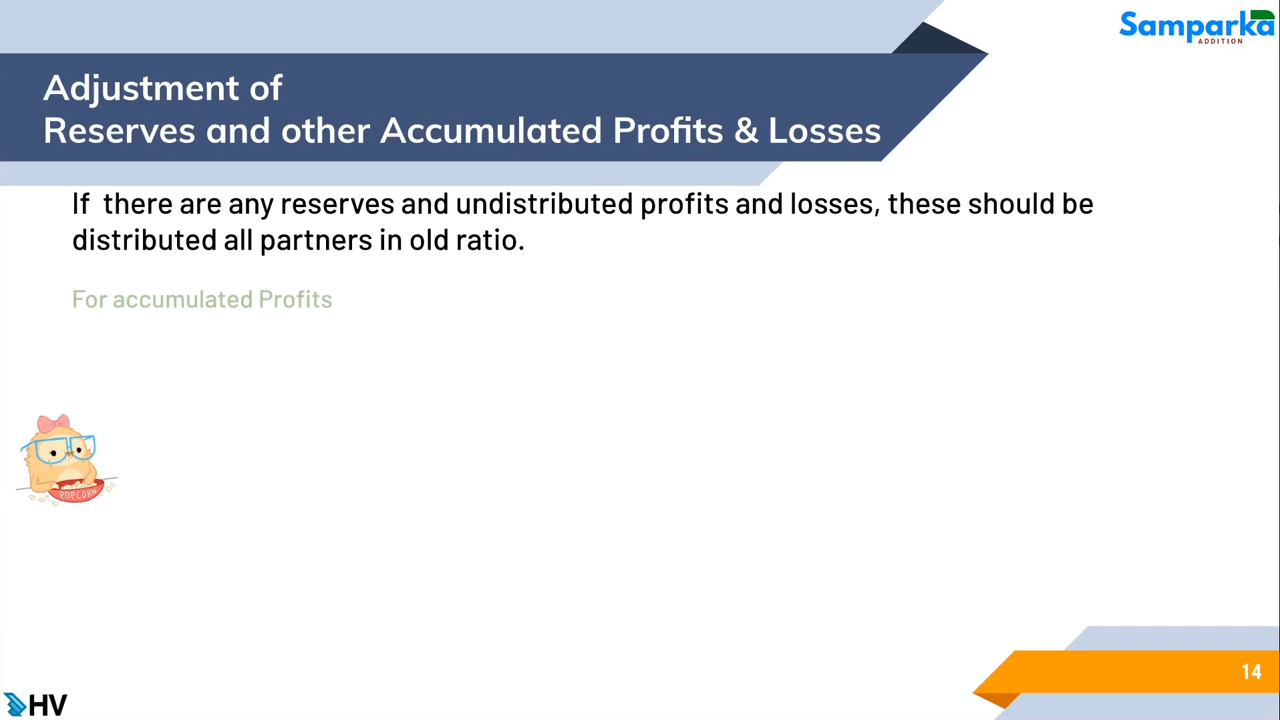 Samparka
ADDITION
Adjustment of
Reserves and other Accumulated Profits & Losses
If there are any reserves and undistributed profits and losses, these should be
distributed all partners in old ratio.
For accumulated Profits
POPCORN
14
HV